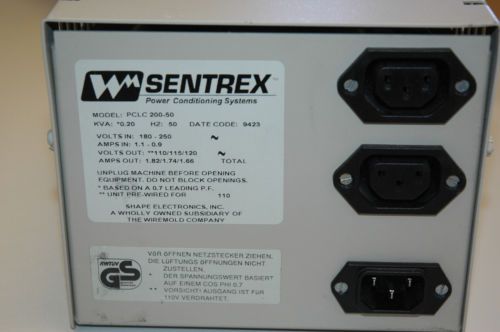 WM SENTREX
Power Conditioning Systems
MODEL: PCLC 200-50
KVA: *0.20 HZ: 50 DATE CODE: 9423
VOLTS IN: 180 - 250 ~
AMPS IN: 1.1 - 0.9
VOLTS OUT: **110/115/120 ~
AMPS OUT: 1.82/1.74/1.66 TOTAL
UNPLUG MACHINE BEFORE OPENING
EQUIPMENT. DO NOT BLOCK OPENINGS.
* BASED ON A 0.7 LEADING P.F.
** UNIT PRE-WIRED FOR 110
SHAPE ELECTRONICS, INC.
A WHOLLY OWNED SUBSIDIARY OF
THE WIREMOLD COMPANY
VOR ÖFFNEN NETZSTECKER ZIEHEN,
DIE LÜFTUNGS ÖFFNUNGEN NICHT
ZUSTELLEN.
* DER SPANNUNGSWERT BASIERT
AUF EINEM COS PHI 0.7
** VORSICHT! AUSGANG IST FÜR
110V VERDRAHTET.
RWTÜV
GS